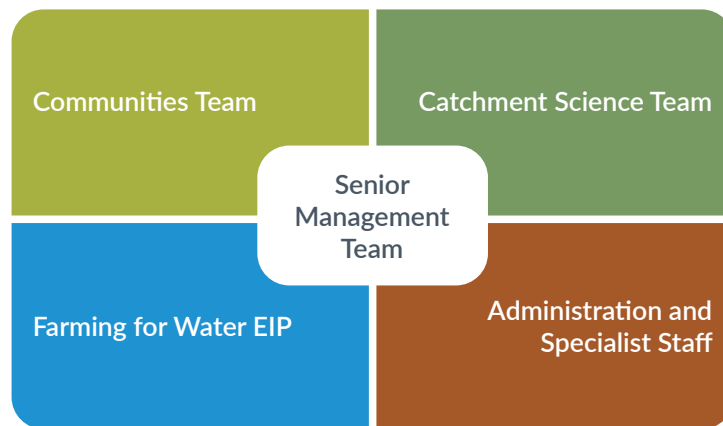 Communities Team
Catchment Science Team
Senior
Management
Team
Farming for Water EIP
Administration and
Specialist Staff